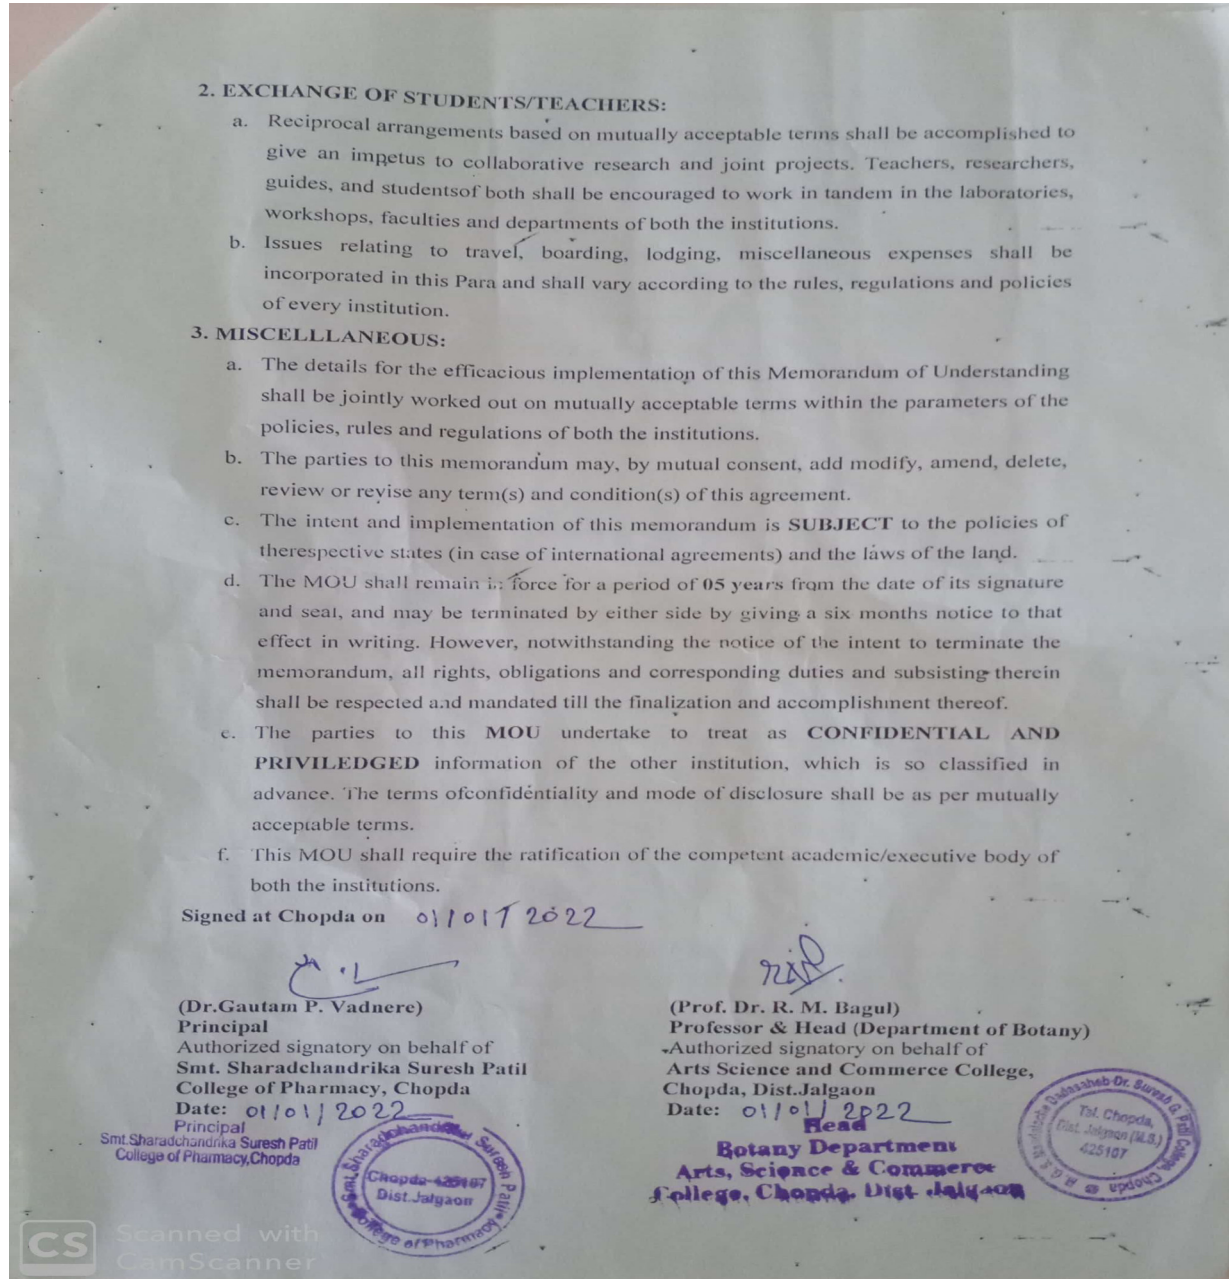 2. EXCHANGE OF STUDENTS/TEACHERS:
a. Reciprocal arrangements based on mutually acceptable terms shall be accomplished to
give an impetus to collaborative research and joint projects. Teachers, researchers,
guides, and studentsof both shall be encouraged to work in tandem in the laboratories,
workshops, faculties and departments of both the institutions.
b. Issues relating to travel, boarding, lodging, miscellaneous expenses shall be
incorporated in this Para and shall vary according to the rules, regulations and policies
of every institution.
3. MISCELLLANEOUS:
a. The details for the efficacious implementation of this Memorandum of Understanding
shall be jointly worked out on mutually acceptable terms within the parameters of the
policies, rules and regulations of both the institutions.
b. The parties to this memorandum may, by mutual consent, add modify, amend, delete,
review or revise any term(s) and condition(s) of this agreement.
c. The intent and implementation of this memorandum is SUBJECT to the policies of
therespective states (in case of international agreements) and the laws of the land.
d. The MOU shall remain in force for a period of 05 years from the date of its signature
and seal, and may be terminated by either side by giving a six months notice to that
effect in writing. However, notwithstanding the notice of the intent to terminate the
memorandum, all rights, obligations and corresponding duties and subsisting therein
shall be respected and mandated till the finalization and accomplishment thereof.
e. The parties to this MOU undertake to treat as CONFIDENTIAL AND
PRIVILEDGED information of the other institution, which is so classified in
advance. The terms ofconfidentiality and mode of disclosure shall be as per mutually
acceptable terms.
f. This MOU shall require the ratification of the competent academic/executive body of
both the institutions.
Signed at Chopda on 01/01/2022
(Dr.Gautam P. Vadnere)
Principal
Authorized signatory on behalf of
Smt. Sharadchandrika Suresh Patil
College of Pharmacy, Chopda
Date: 01/01/2022
Principal
Smt.Sharadchandrika Suresh Patil
College of Pharmacy,Chopda
Smt.Sharadchandrika Suresh Patil
College of Pharmacy
Chopda-425107
Dist.Jalgaon
(Prof. Dr. R. M. Bagul)
Professor & Head (Department of Botany)
Authorized signatory on behalf of
Arts Science and Commerce College,
Chopda, Dist.Jalgaon
Date: 01/01/2022
Head
Botany Department
Arts, Science & Commerce
College, Chopda, Dist Jalgaon
Dadasaheb Dr. Suresh G. Patil College, Chopda
Tal. Chopda,
Dist. Jalgaon (M.S.)
425107
CS Scanned with
CamScanner